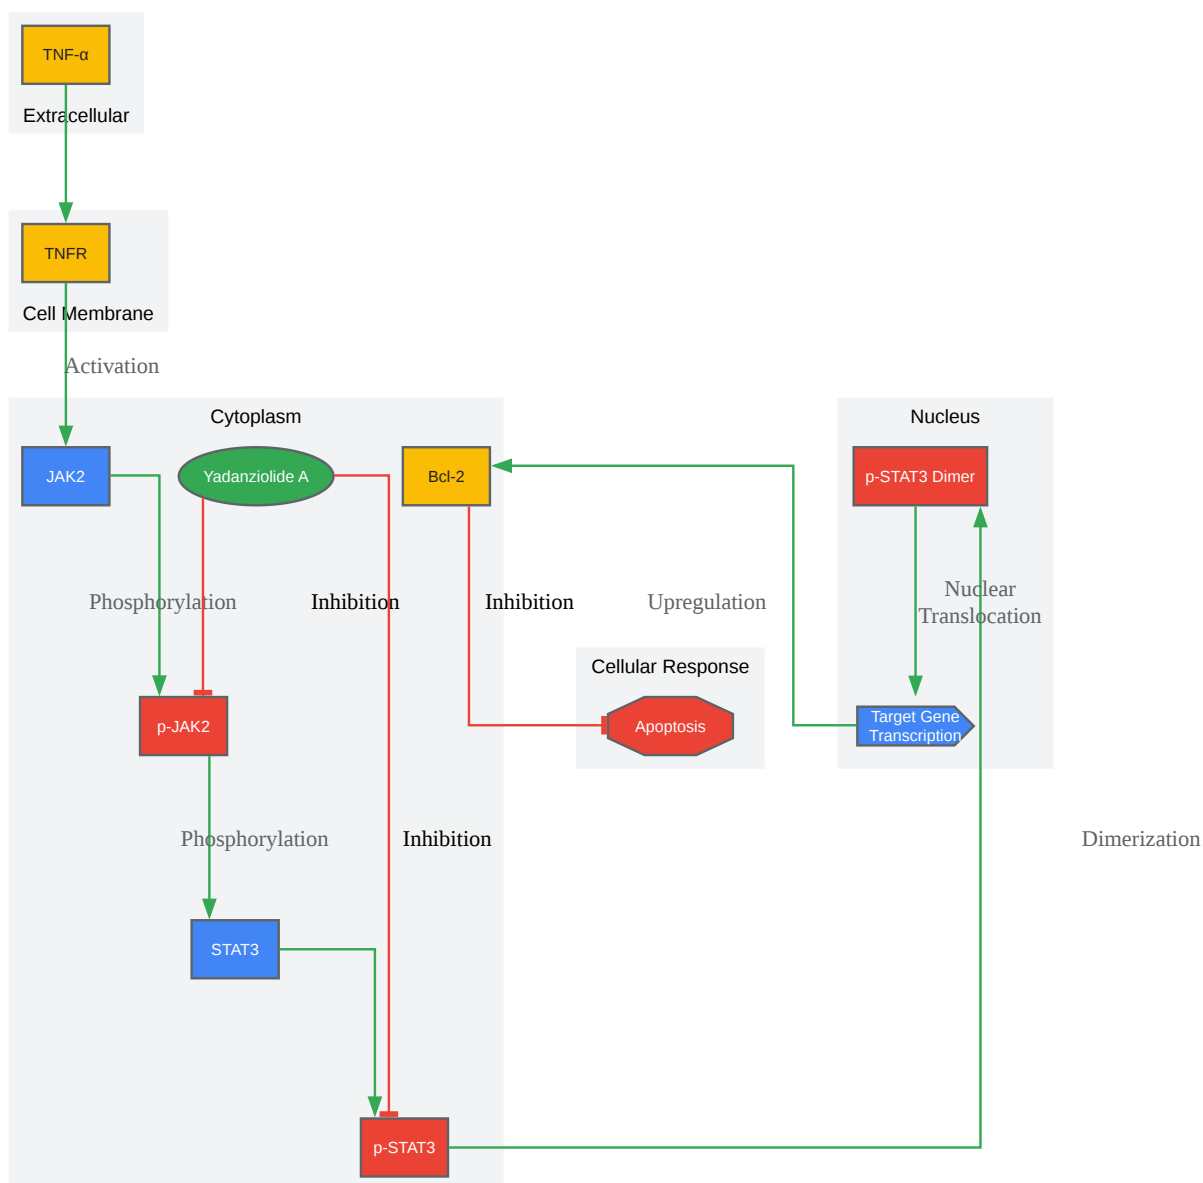 TNF-α
Extracellular
TNFR
Cell Membrane
Activation
Cytoplasm
Nucleus
JAK2
Yadanziolide A
Bcl-2
p-STAT3 Dimer
Phosphorylation
Inhibition
Inhibition
Upregulation
Nuclear
Translocation
Cellular Response
p-JAK2
Apoptosis
Target Gene
Transcription
Phosphorylation
Inhibition
Dimerization
STAT3
p-STAT3